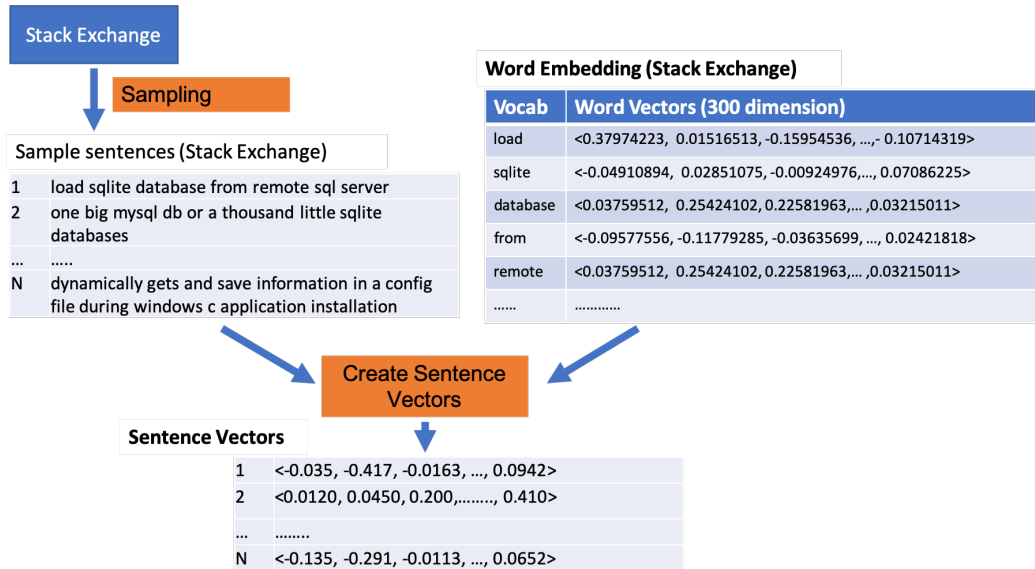 Stack Exchange
Sampling
Sample sentences (Stack Exchange)
1 load sqlite database from remote sql server
2 one big mysql db or a thousand little sqlite
databases
... .....
N dynamically gets and save information in a config
file during windows c application installation
Word Embedding (Stack Exchange)
Vocab Word Vectors (300 dimension)
load <0.37974223, 0.01516513, -0.15954536, ...,- 0.10714319>
sqlite <-0.04910894, 0.02851075, -0.00924976,..., 0.07086225>
database <0.03759512, 0.25424102, 0.22581963,... ,0.03215011>
from <-0.09577556, -0.11779285, -0.03635699, ..., 0.02421818>
remote <0.03759512, 0.25424102, 0.22581963,... ,0.03215011>
...... ............
Create Sentence
Vectors
Sentence Vectors
1 <-0.035, -0.417, -0.0163, ..., 0.0942>
2 <0.0120, 0.0450, 0.200,........, 0.410>
... ........
N <-0.135, -0.291, -0.0113, ..., 0.0652>